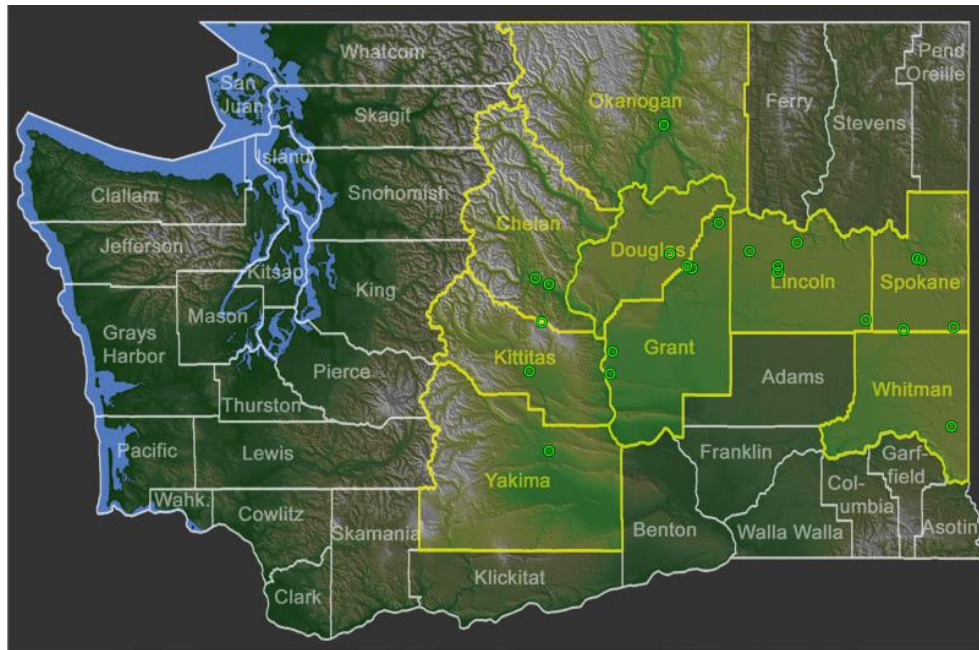 Whatcom
Pend
Oreille
San
Juan
Okanogan
Ferry
Skagit
Stevens
Island
Clallam
Snohomish
Chelan
Jefferson
Douglas
Kitsap
King
Lincoln
Spokane
Mason
Grays
Harbor
Grant
Kittitas
Pierce
Adams
Whitman
Thurston
Pacific
Lewis
Franklin
Garf-
field
Yakima
Col-
umbia
Wahk.
Cowlitz
Skamania
Benton
Walla Walla
Asotin
Klickitat
Clark